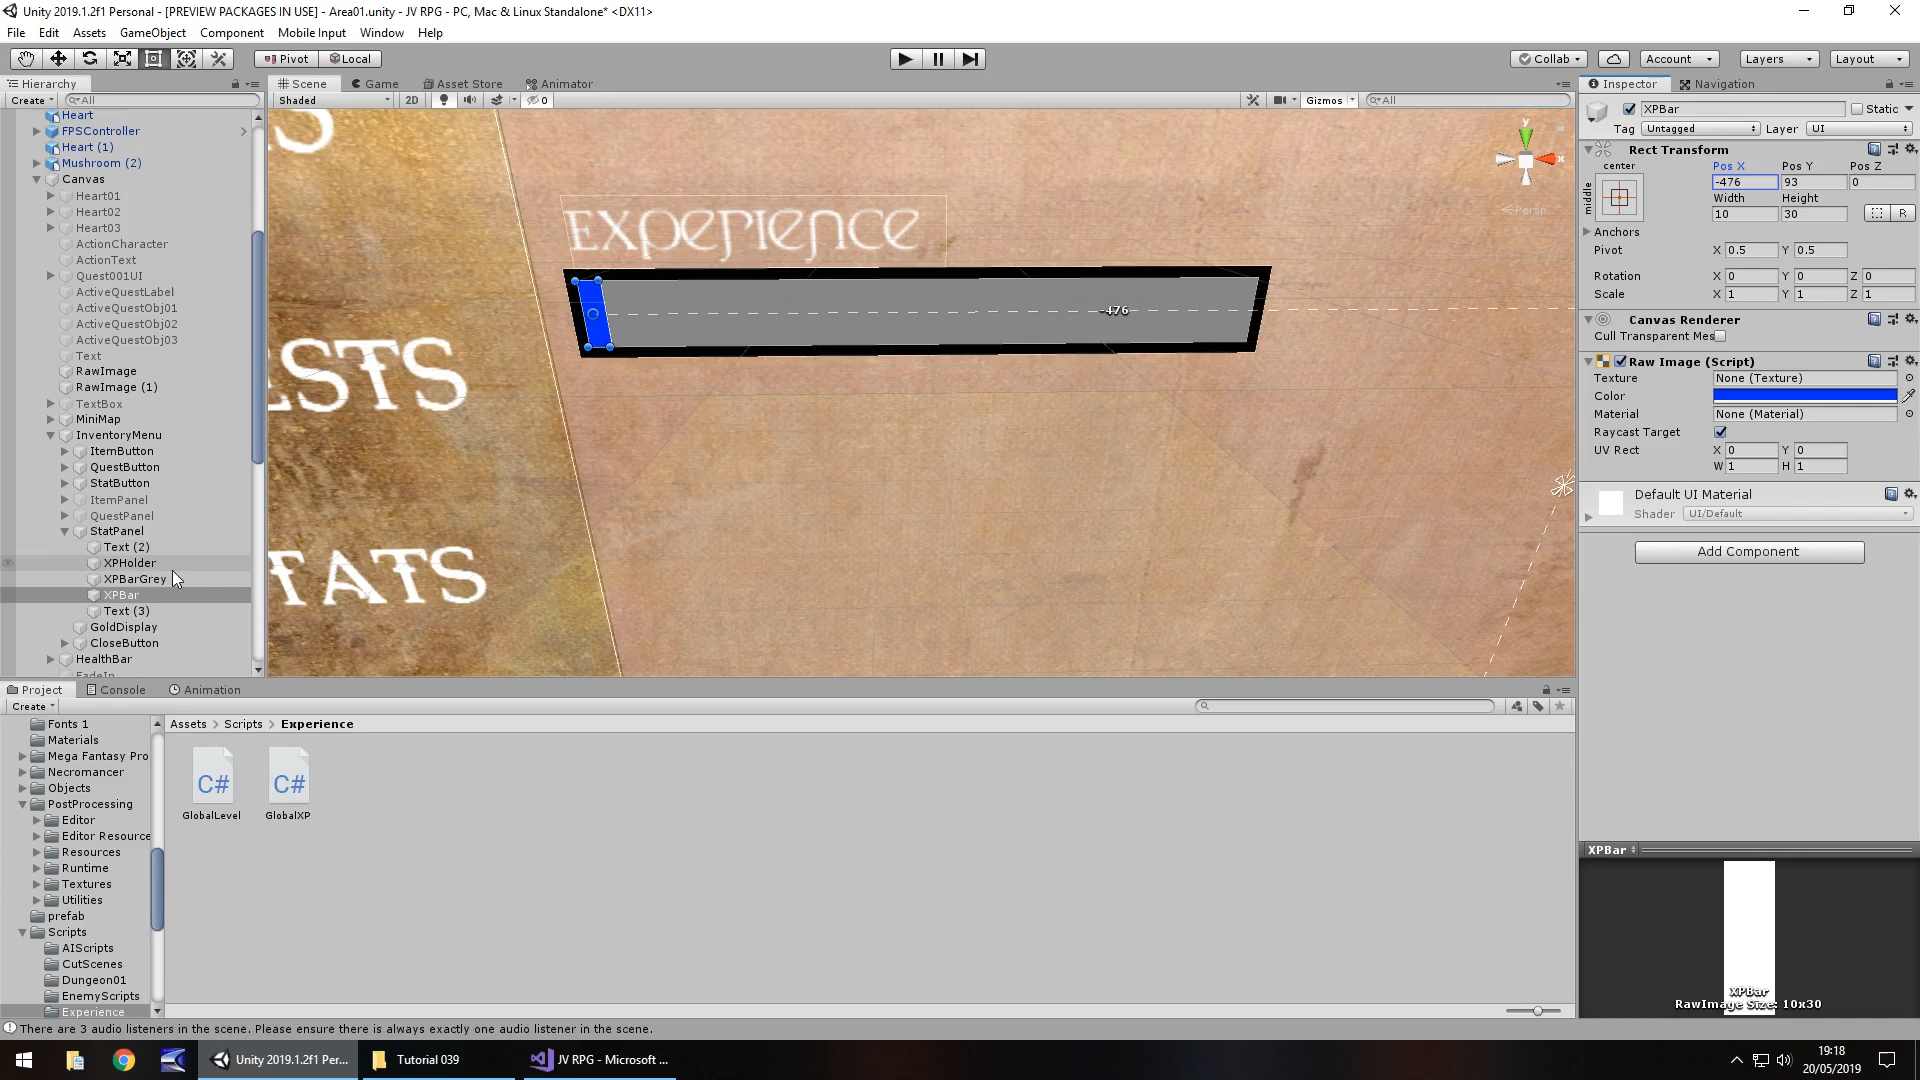 Unity 2019.1.2f1 Personal - [PREVIEW PACKAGES IN USE] - Area01.unity - JV RPG - PC, Mac & Linux Standalone* <DX11>
File Edit Assets GameObject Component Mobile Input Window Help
Pivot Local Collab Account Layers Layout
Hierarchy
Create All
Heart
FPSController
Heart (1)
Mushroom (2)
Canvas
Heart01
Heart02
Heart03
ActionCharacter
ActionText
Quest001UI
ActiveQuestLabel
ActiveQuestObj01
ActiveQuestObj02
ActiveQuestObj03
Text
RawImage
RawImage (1)
TextBox
MiniMap
InventoryMenu
ItemButton
QuestButton
StatButton
ItemPanel
QuestPanel
StatPanel
Text (2)
XPHolder
XPBarGrey
XPBar
Text (3)
GoldDisplay
CloseButton
HealthBar
FadeIn
Scene Game Asset Store Animator
Shaded 2D 0 Gizmos All
y
x
Persp
Experience
-476
ESTS
TATS
Inspector Navigation
XPBar Static
Tag Untagged Layer UI
Rect Transform
center
middle
Pos X Pos Y Pos Z
-476 93 0
Width Height
10 30 R
Anchors
Pivot X 0.5 Y 0.5
Rotation X 0 Y 0 Z 0
Scale X 1 Y 1 Z 1
Canvas Renderer
Cull Transparent Mes
Raw Image (Script)
Texture None (Texture)
Color
Material None (Material)
Raycast Target
UV Rect X 0 Y 0
W 1 H 1
Default UI Material
Shader UI/Default
Add Component
XPBar
XPBar
RawImage Size: 10x30
Project Console Animation
Create
Fonts 1
Materials
Mega Fantasy Pro
Necromancer
Objects
PostProcessing
Editor
Editor Resource
Resources
Runtime
Textures
Utilities
prefab
Scripts
AIScripts
CutScenes
Dungeon01
EnemyScripts
Experience
Assets > Scripts > Experience
C# C#
GlobalLevel GlobalXP
There are 3 audio listeners in the scene. Please ensure there is always exactly one audio listener in the scene.
Unity 2019.1.2f1 Per... Tutorial 039 JV RPG - Microsoft ...
19:18
20/05/2019